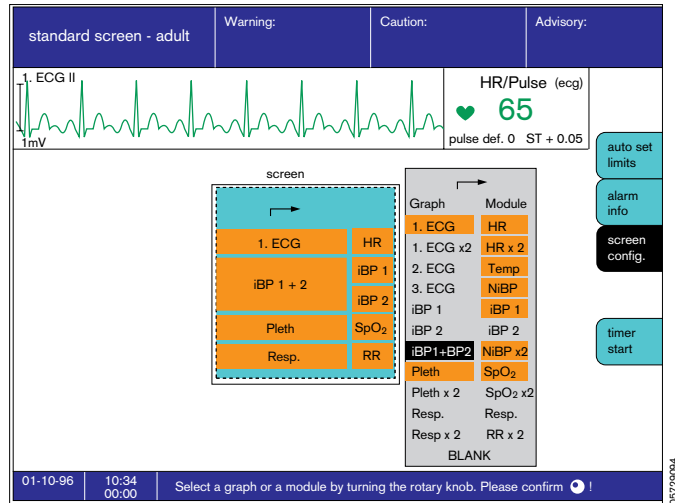 standard screen - adult
Warning:
Caution:
Advisory:
1. ECG II
1mV
HR/Pulse (ecg)
65
pulse def. 0 ST + 0.05
auto set
limits
alarm
info
screen
config.
timer
start
screen
1. ECG HR
iBP 1 + 2 iBP 1
iBP 2
Pleth SpO₂
Resp. RR
Graph Module
1. ECG HR
1. ECG x2 HR x 2
2. ECG Temp
3. ECG NiBP
iBP 1 iBP 1
iBP 2 iBP 2
iBP1+BP2 NiBP x2
Pleth SpO₂
Pleth x 2 SpO₂ x2
Resp. Resp.
Resp x 2 RR x 2
BLANK
01-10-96 10:34
00:00
Select a graph or a module by turning the rotary knob. Please confirm !